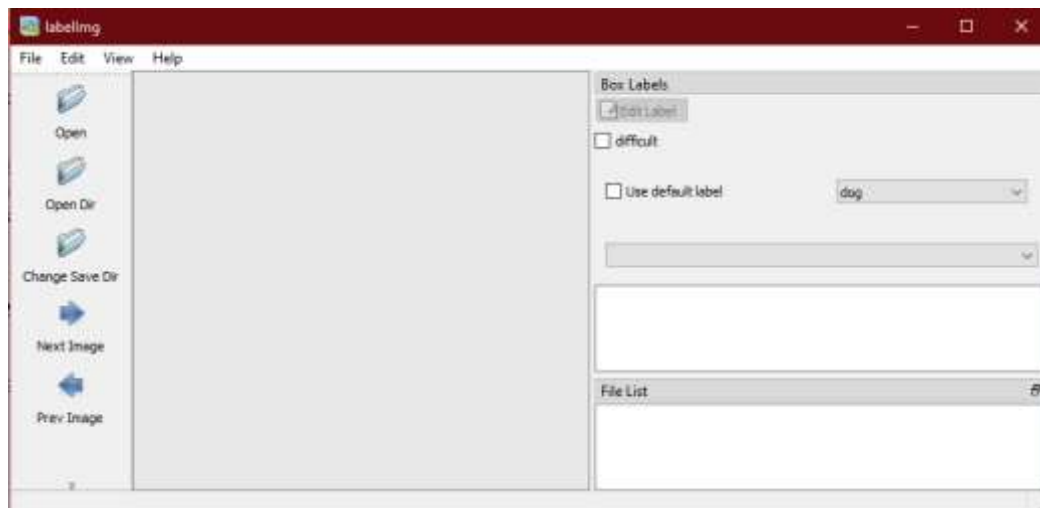 labelImg
File Edit View Help
Open
Open Dir
Change Save Dir
Next Image
Prev Image
Box Labels
Edit Label
difficult
Use default label
dog
File List